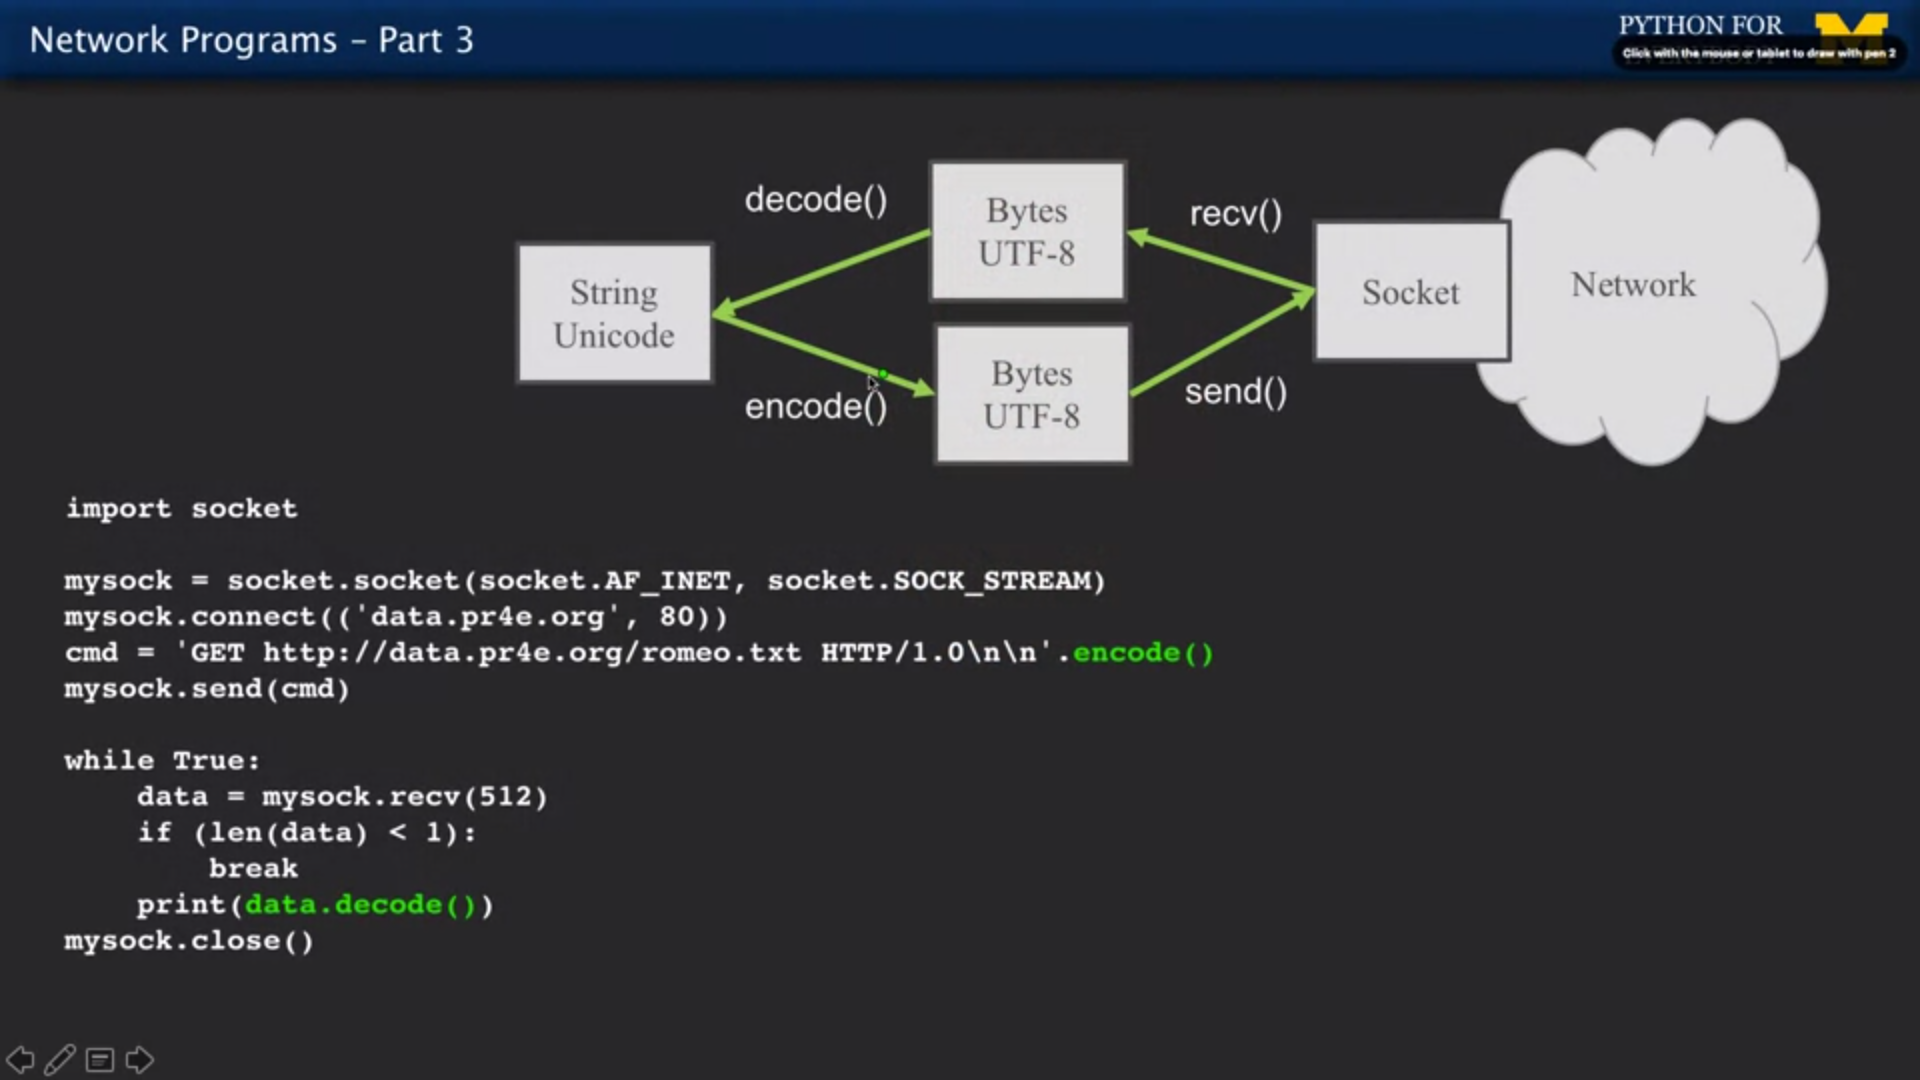 Network Programs – Part 3
PYTHON FOR
Click with the mouse or tablet to draw with pen 2
decode()
Bytes
UTF-8
recv()
String
Unicode
Socket
Network
encode()
Bytes
UTF-8
send()
import socket
mysock = socket.socket(socket.AF_INET, socket.SOCK_STREAM)
mysock.connect(('data.pr4e.org', 80))
cmd = 'GET http://data.pr4e.org/romeo.txt HTTP/1.0\n\n'.encode()
mysock.send(cmd)
while True:
    data = mysock.recv(512)
    if (len(data) < 1):
        break
    print(data.decode())
mysock.close()